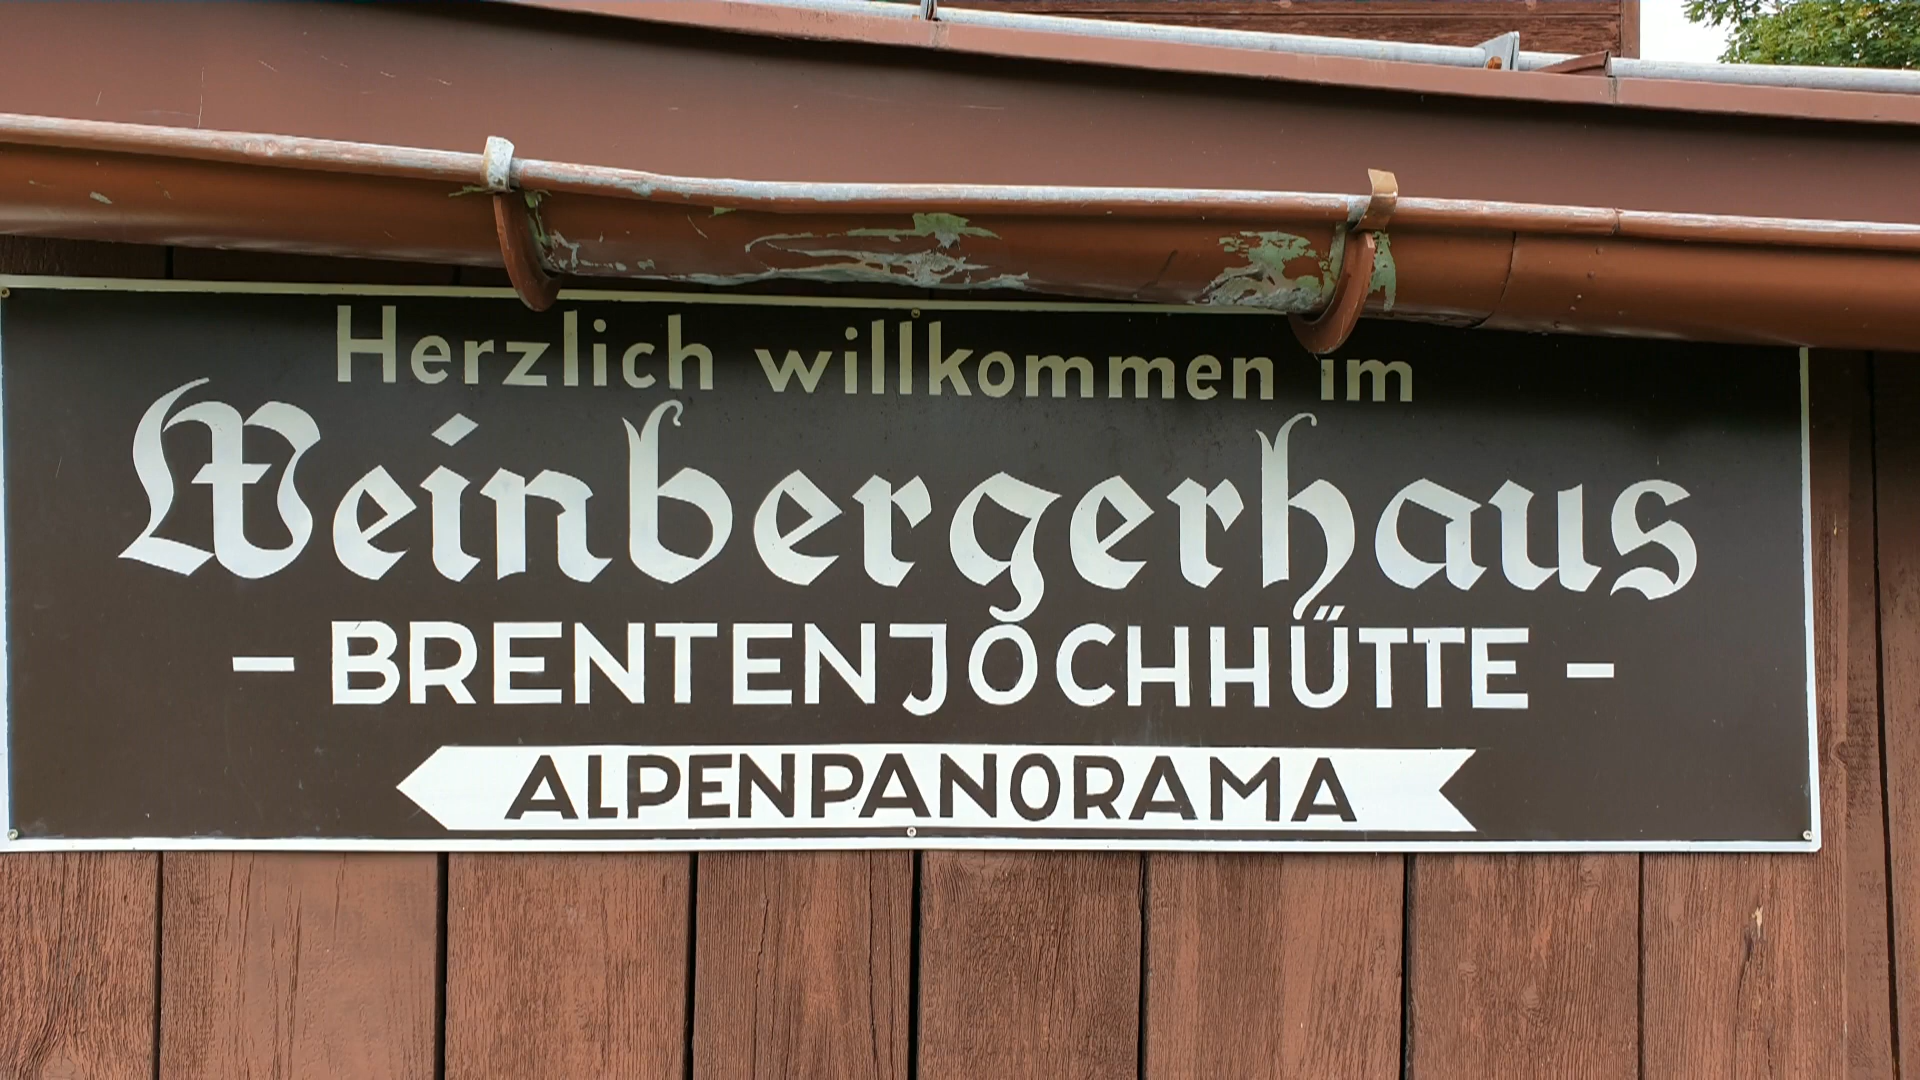 Herzlich willkommen im
Weinbergerhaus
- BRENTENJOCHHÜTTE -
ALPENPANORAMA